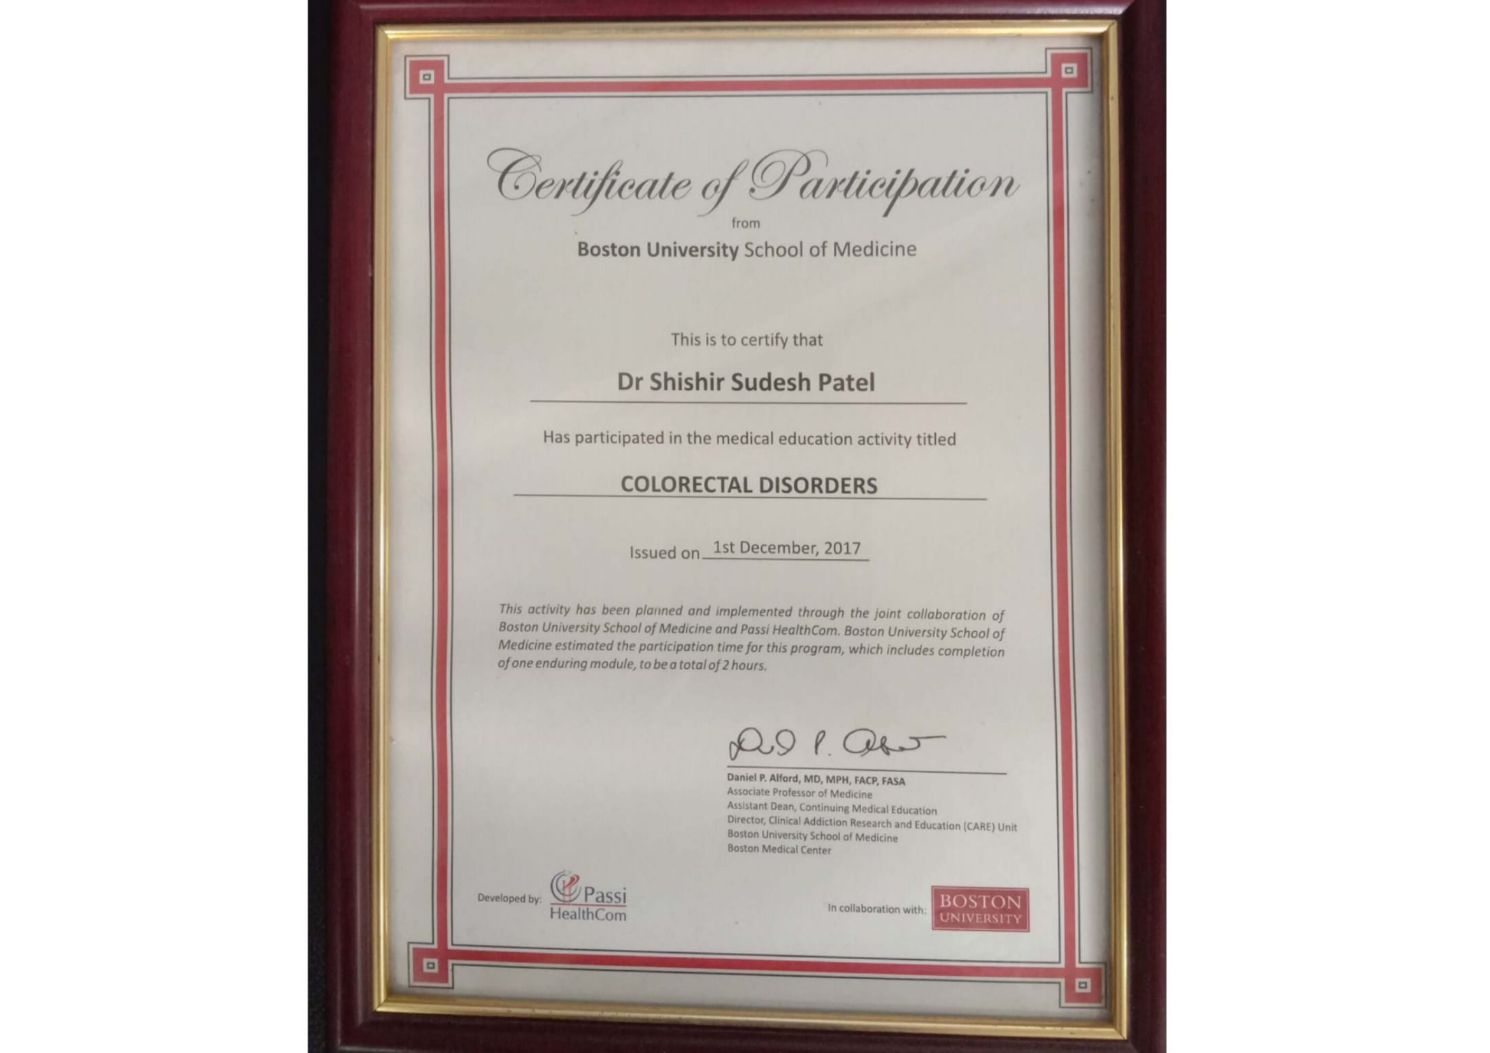 Certificate of Participation
from
Boston University School of Medicine
This is to certify that
Dr Shishir Sudesh Patel
Has participated in the medical education activity titled
COLORECTAL DISORDERS
Issued on 1st December, 2017
This activity has been planned and implemented through the joint collaboration of
Boston University School of Medicine and Passi HealthCom. Boston University School of
Medicine estimated the participation time for this program, which includes completion
of one enduring module, to be a total of 2 hours.
Daniel P. Alford, MD, MPH, FACP, FASA
Associate Professor of Medicine
Assistant Dean, Continuing Medical Education
Director, Clinical Addiction Research and Education (CARE) Unit
Boston University School of Medicine
Boston Medical Center
Developed by:
Passi
HealthCom
In collaboration with:
BOSTON
UNIVERSITY